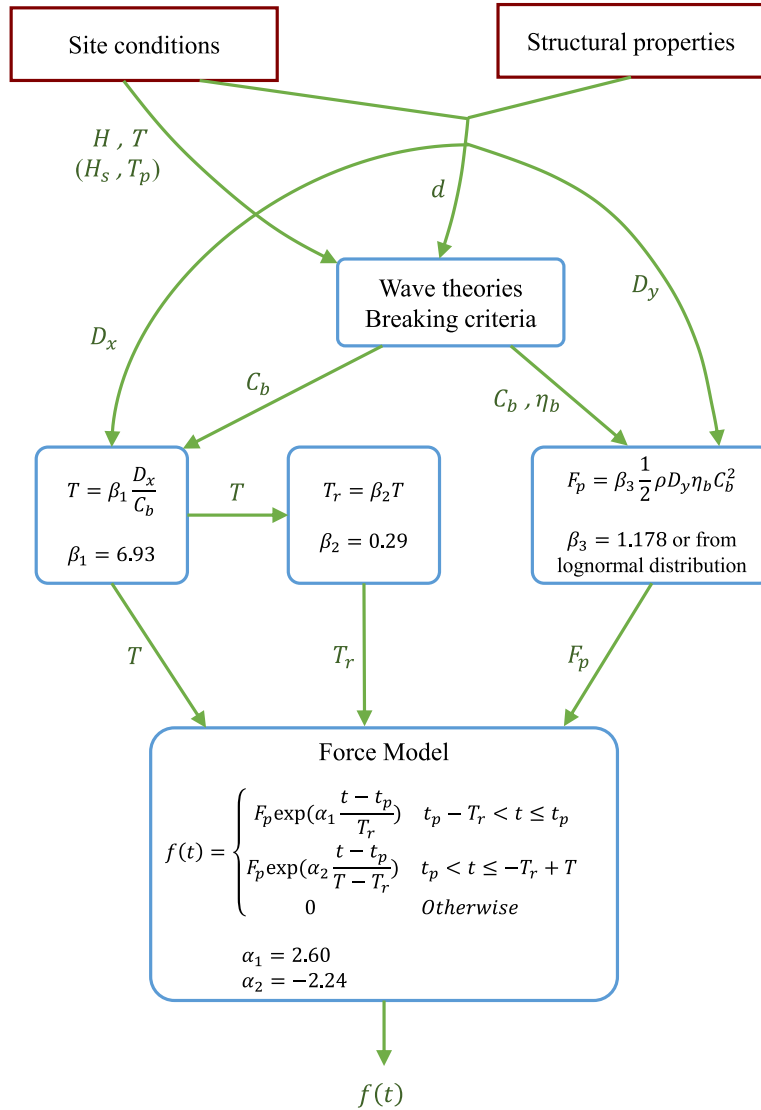 Site conditions
Structural properties
H , T
(H_s , T_p)
d
D_y
D_x
Wave theories
Breaking criteria
C_b
C_b , η_b
T = β_1 D_x / C_b
β_1 = 6.93
T
T_r = β_2 T
β_2 = 0.29
F_p = β_3 1/2 ρD_y η_b C_b^2
β_3 = 1.178 or from
lognormal distribution
T
T_r
F_p
Force Model
f(t) = {
F_p exp(α_1 (t − t_p) / T_r) t_p − T_r < t ≤ t_p
F_p exp(α_2 (t − t_p) / (T − T_r)) t_p < t ≤ −T_r + T
0 Otherwise
α_1 = 2.60
α_2 = −2.24
f(t)